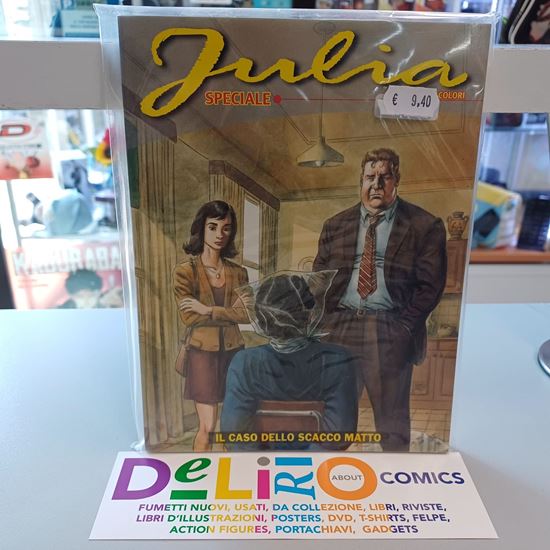 Julia
SPECIALE
COLORI
€ 9,40
IL CASO DELLO SCACCO MATTO
DeLiRiO ABOUT COMICS
FUMETTI NUOVI, USATI, DA COLLEZIONE, LIBRI, RIVISTE,
LIBRI D'ILLUSTRAZIONI, POSTERS, DVD, T-SHIRTS, FELPE,
ACTION FIGURES, PORTACHIAVI, GADGETS